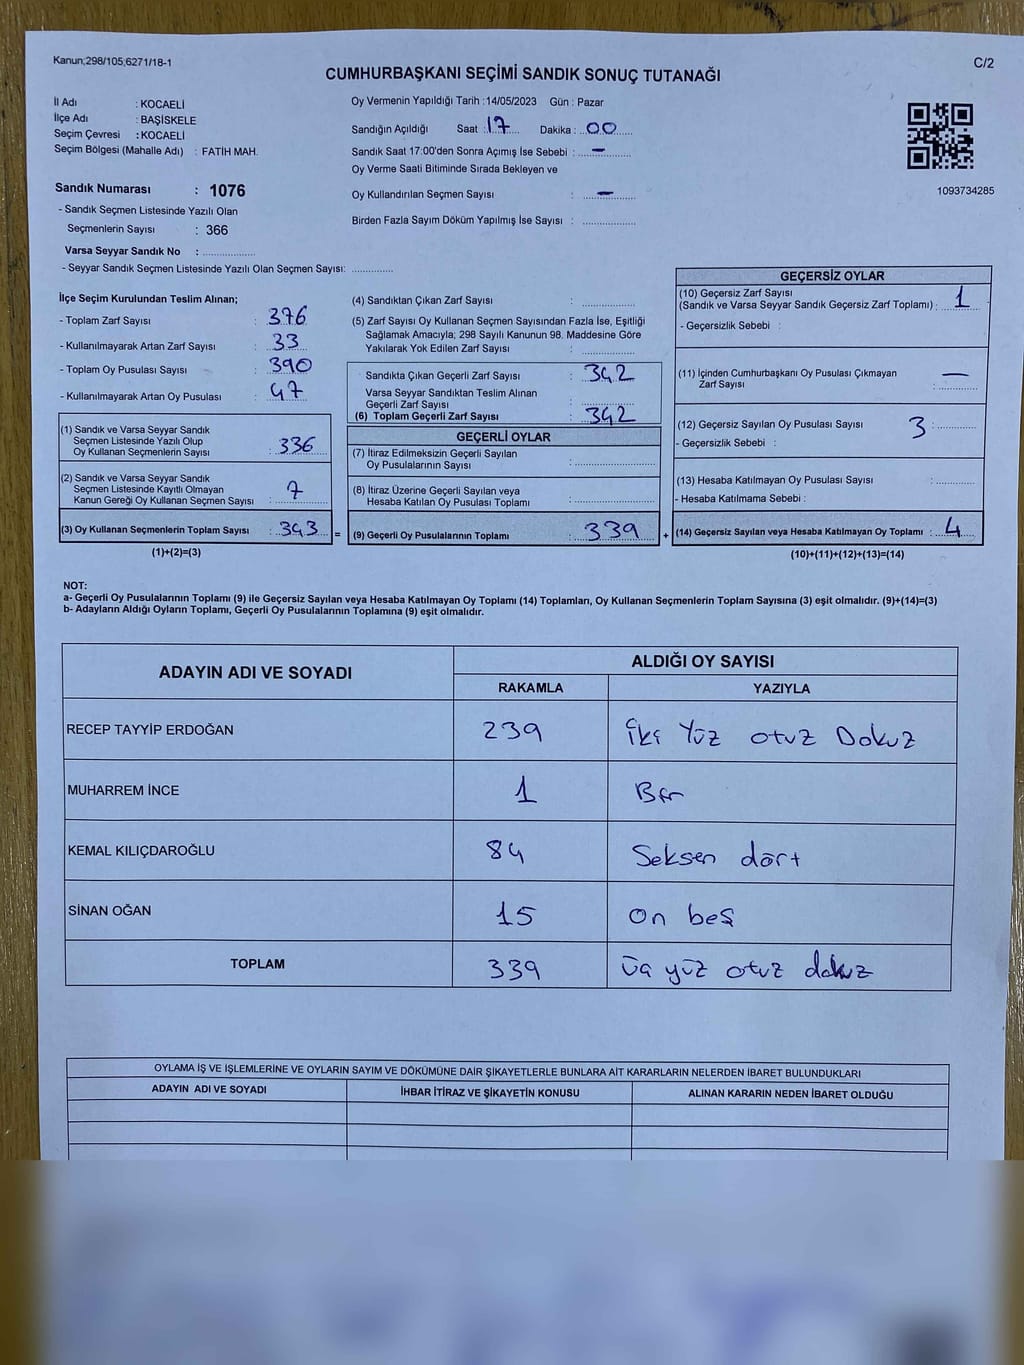 Kanun;298/105,6271/18-1
C/2
CUMHURBAŞKANI SEÇİMİ SANDIK SONUÇ TUTANAĞI
İl Adı : KOCAELİ
İlçe Adı : BAŞİSKELE
Seçim Çevresi : KOCAELİ
Seçim Bölgesi (Mahalle Adı) : FATİH MAH.
Oy Vermenin Yapıldığı Tarih :14/05/2023 Gün : Pazar
Sandığın Açıldığı Saat : 17 Dakika : 00
Sandık Saat 17:00'den Sonra Açımış İse Sebebi : —
Oy Verme Saati Bitiminde Sırada Bekleyen ve
Oy Kullandırılan Seçmen Sayısı : —
Birden Fazla Sayım Döküm Yapılmış İse Sayısı :
1093734285
Sandık Numarası : 1076
- Sandık Seçmen Listesinde Yazılı Olan
Seçmenlerin Sayısı : 366
Varsa Seyyar Sandık No :
- Seyyar Sandık Seçmen Listesinde Yazılı Olan Seçmen Sayısı:
İlçe Seçim Kurulundan Teslim Alınan;
- Toplam Zarf Sayısı : 376
- Kullanılmayarak Artan Zarf Sayısı : 33
- Toplam Oy Pusulası Sayısı : 390
- Kullanılmayarak Artan Oy Pusulası : 47
(1) Sandık ve Varsa Seyyar Sandık
Seçmen Listesinde Yazılı Olup
Oy Kullanan Seçmenlerin Sayısı : 336
(2) Sandık ve Varsa Seyyar Sandık
Seçmen Listesinde Kayıtlı Olmayan
Kanun Gereği Oy Kullanan Seçmen Sayısı : 7
(3) Oy Kullanan Seçmenlerin Toplam Sayısı : 343 =
(1)+(2)=(3)
(4) Sandıktan Çıkan Zarf Sayısı :
(5) Zarf Sayısı Oy Kullanan Seçmen Sayısından Fazla İse, Eşitliği
Sağlamak Amacıyla; 298 Sayılı Kanunun 98. Maddesine Göre
Yakılarak Yok Edilen Zarf Sayısı :
Sandıkta Çıkan Geçerli Zarf Sayısı : 342
Varsa Seyyar Sandıktan Teslim Alınan
Geçerli Zarf Sayısı :
(6) Toplam Geçerli Zarf Sayısı : 342
GEÇERLİ OYLAR
(7) İtiraz Edilmeksizin Geçerli Sayılan
Oy Pusulalarının Sayısı :
(8) İtiraz Üzerine Geçerli Sayılan veya
Hesaba Katılan Oy Pusulası Toplamı :
(9) Geçerli Oy Pusulalarının Toplamı : 339 +
GEÇERSİZ OYLAR
(10) Geçersiz Zarf Sayısı
(Sandık ve Varsa Seyyar Sandık Geçersiz Zarf Toplamı) : 1
- Geçersizlik Sebebi :
(11) İçinden Cumhurbaşkanı Oy Pusulası Çıkmayan
Zarf Sayısı : —
(12) Geçersiz Sayılan Oy Pusulası Sayısı : 3
- Geçersizlik Sebebi :
(13) Hesaba Katılmayan Oy Pusulası Sayısı :
- Hesaba Katılmama Sebebi :
(14) Geçersiz Sayılan veya Hesaba Katılmayan Oy Toplamı : 4
(10)+(11)+(12)+(13)=(14)
NOT:
a- Geçerli Oy Pusulalarının Toplamı (9) ile Geçersiz Sayılan veya Hesaba Katılmayan Oy Toplamı (14) Toplamları, Oy Kullanan Seçmenlerin Toplam Sayısına (3) eşit olmalıdır. (9)+(14)=(3)
b- Adayların Aldığı Oyların Toplamı, Geçerli Oy Pusulalarının Toplamına (9) eşit olmalıdır.
ADAYIN ADI VE SOYADI ALDIĞI OY SAYISI
RAKAMLA YAZIYLA
RECEP TAYYİP ERDOĞAN 239 iki Yüz otuz Dokuz
MUHARREM İNCE 1 Bir
KEMAL KILIÇDAROĞLU 84 Seksen dört
SİNAN OĞAN 15 On beş
TOPLAM 339 üç yüz otuz dokuz
OYLAMA İŞ VE İŞLEMLERİNE VE OYLARIN SAYIM VE DÖKÜMÜNE DAİR ŞİKAYETLERLE BUNLARA AİT KARARLARIN NELERDEN İBARET BULUNDUKLARI
ADAYIN ADI VE SOYADI İHBAR İTİRAZ VE ŞİKAYETİN KONUSU ALINAN KARARIN NEDEN İBARET OLDUĞU